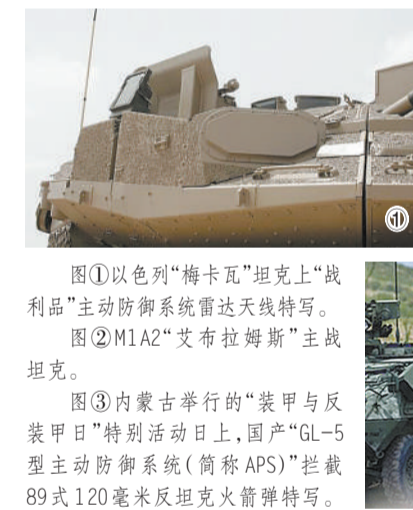 ①
图①以色列“梅卡瓦”坦克上“战
利品”主动防御系统雷达天线特写。
图②M1A2“艾布拉姆斯”主战
坦克。
图③内蒙古举行的“装甲与反
装甲日”特别活动日上,国产“GL-5
型主动防御系统(简称APS)”拦截
89式120毫米反坦克火箭弹特写。